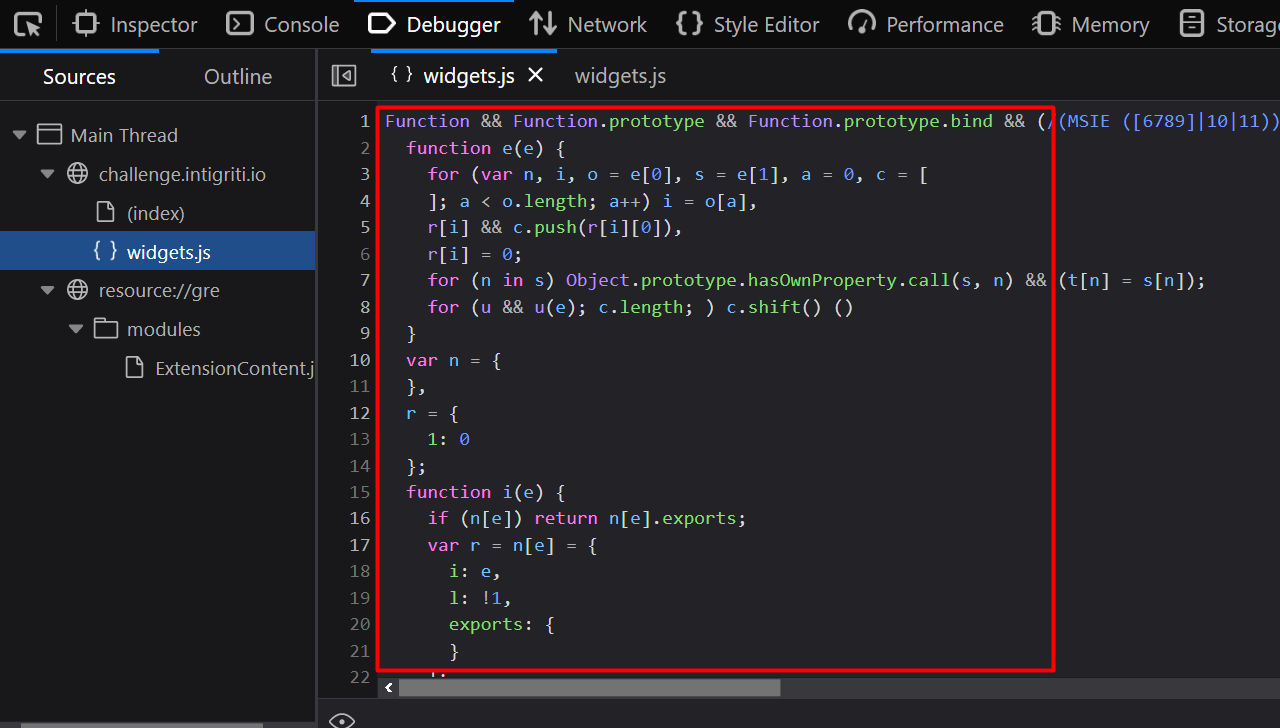 Inspector Console Debugger Network Style Editor Performance Memory Storag
Sources Outline
{ } widgets.js widgets.js
Main Thread
challenge.intigriti.io
(index)
{ } widgets.js
resource://gre
modules
ExtensionContent.j
1 Function && Function.prototype && Function.prototype.bind && (/(MSIE ([6789]|10|11))
2 function e(e) {
3 for (var n, i, o = e[0], s = e[1], a = 0, c = [
4 ]; a < o.length; a++) i = o[a],
5 r[i] && c.push(r[i][0]),
6 r[i] = 0;
7 for (n in s) Object.prototype.hasOwnProperty.call(s, n) && (t[n] = s[n]);
8 for (u && u(e); c.length; ) c.shift() ()
9 }
10 var n = {
11 },
12 r = {
13 1: 0
14 };
15 function i(e) {
16 if (n[e]) return n[e].exports;
17 var r = n[e] = {
18 i: e,
19 l: !1,
20 exports: {
21 }
22